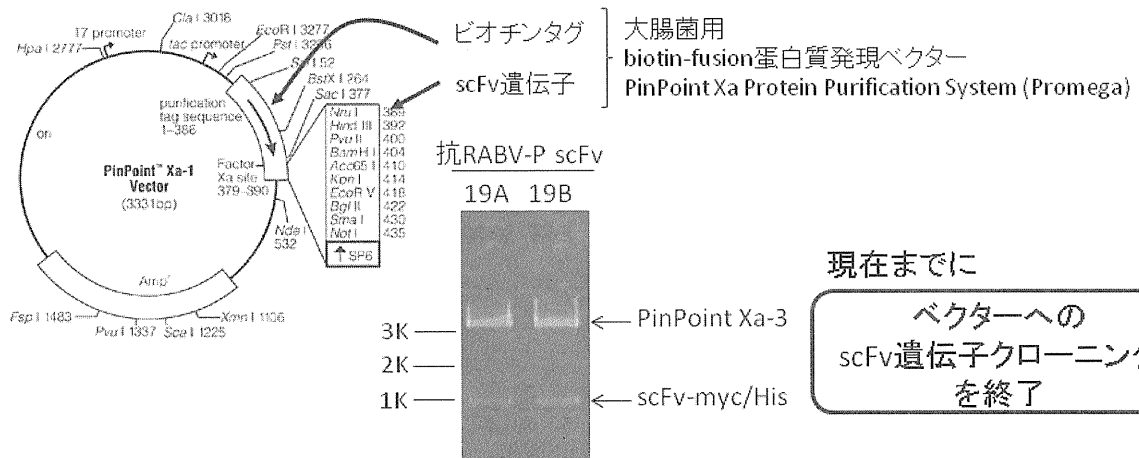 Cla I 3018
T7 promoter
Hpa I 2777
tac promoter
EcoR I 3277
Pst I
BstX I 264
Sac I 377
purification
tag sequence
1–386
ori
PinPoint™ Xa-1
Vector
(3331bp)
Factor
Xa site
379–390
Nru I 389
Hind III 392
Pvu II 400
BamH I 404
Acc65 I 410
Kpn I 414
EcoR V 418
Bgl II 422
Sma I 430
Not I 435
↑ SP6
Nde I
532
Ampr
Fsp I 1483
Pvu I 1337
Sca I 1225
Xmn I 1106
ビオチンタグ
scFv遺伝子
大腸菌用
biotin-fusion蛋白質発現ベクター
PinPoint Xa Protein Purification System (Promega)
抗RABV-P scFv
19A 19B
3K
2K
1K
PinPoint Xa-3
scFv-myc/His
現在までに
ベクターへの
scFv遺伝子クローニング
を終了